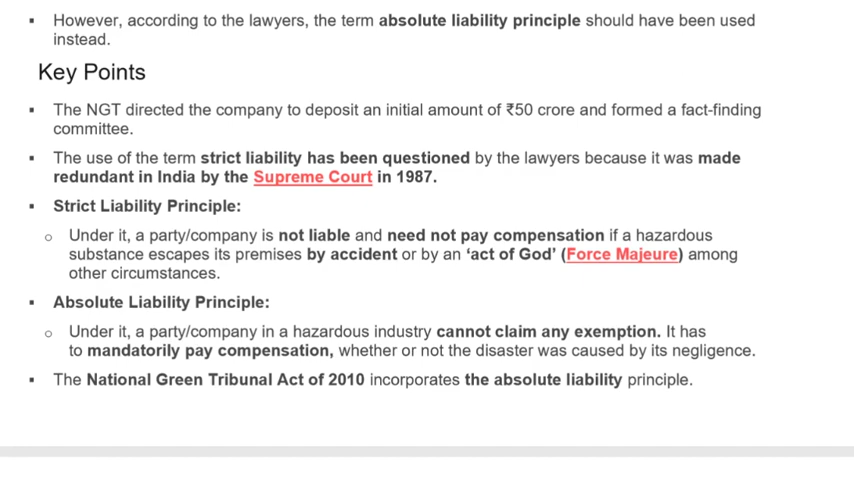 ▪ However, according to the lawyers, the term absolute liability principle should have been used
instead.
Key Points
▪ The NGT directed the company to deposit an initial amount of ₹50 crore and formed a fact-finding
committee.
▪ The use of the term strict liability has been questioned by the lawyers because it was made
redundant in India by the Supreme Court in 1987.
▪ Strict Liability Principle:
o Under it, a party/company is not liable and need not pay compensation if a hazardous
substance escapes its premises by accident or by an ‘act of God’ (Force Majeure) among
other circumstances.
▪ Absolute Liability Principle:
o Under it, a party/company in a hazardous industry cannot claim any exemption. It has
to mandatorily pay compensation, whether or not the disaster was caused by its negligence.
▪ The National Green Tribunal Act of 2010 incorporates the absolute liability principle.